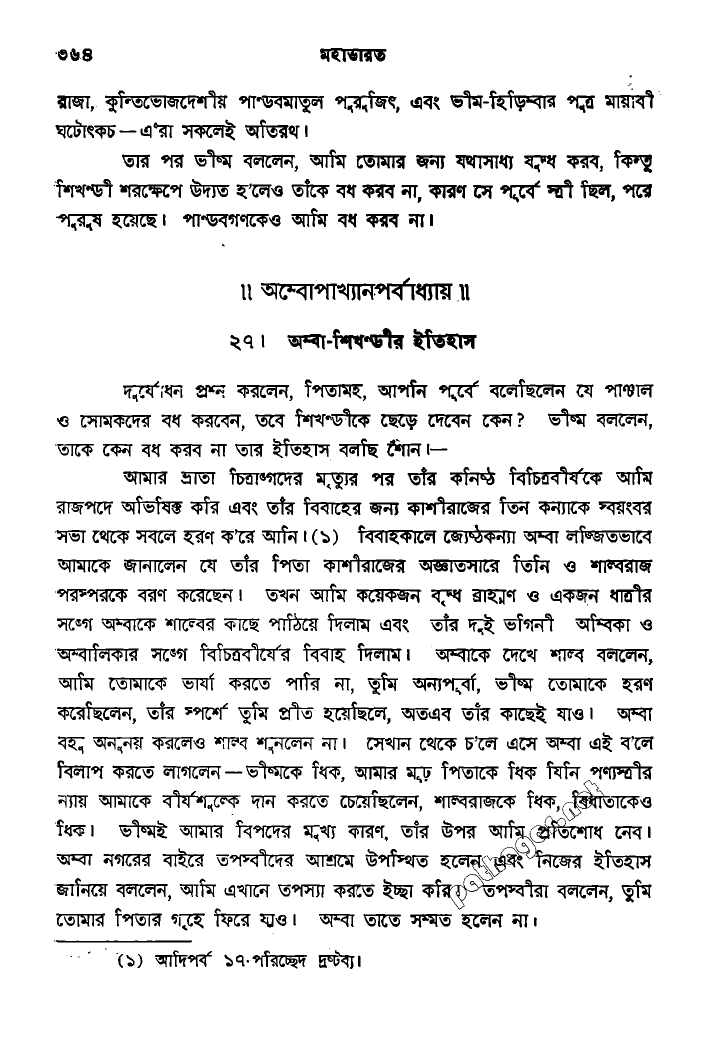 ৩৬৪
মহাভারত
রাজা, কুন্তিভোজদেশীয় পাণ্ডবমাতুল পুরুজিৎ, এবং ভীম-হিড়িম্বার পুত্র মায়াবী
ঘটোৎকচ—এ'রা সকলেই অতিরথ।
তার পর ভীষ্ম বললেন, আমি তোমার জন্য যথাসাধ্য যুদ্ধ করব, কিন্তু
শিখণ্ডী শরক্ষেপে উদ্যত হ'লেও তাঁকে বধ করব না, কারণ সে পূর্বে স্ত্রী ছিল, পরে
পুরুষ হয়েছে। পাণ্ডবগণকেও আমি বধ করব না।
॥ অম্বোপাখ্যানপর্বাধ্যায় ॥
২৭। অম্বা-শিখণ্ডীর ইতিহাস
দুর্যোধন প্রশ্ন করলেন, পিতামহ, আপনি পূর্বে বলেছিলেন যে পাঞ্চাল
ও সোমকদের বধ করবেন, তবে শিখণ্ডীকে ছেড়ে দেবেন কেন? ভীষ্ম বললেন,
তাকে কেন বধ করব না তার ইতিহাস বলছি শোন।—
আমার ভ্রাতা চিত্রাঙ্গদের মৃত্যুর পর তাঁর কনিষ্ঠ বিচিত্রবীর্যকে আমি
রাজপদে অভিষিক্ত করি এবং তাঁর বিবাহের জন্য কাশীরাজের তিন কন্যাকে স্বয়ংবর
সভা থেকে সবলে হরণ ক'রে আনি।(১) বিবাহকালে জ্যেষ্ঠকন্যা অম্বা লজ্জিতভাবে
আমাকে জানালেন যে তাঁর পিতা কাশীরাজের অজ্ঞাতসারে তিনি ও শাল্বরাজ
পরস্পরকে বরণ করেছেন। তখন আমি কয়েকজন বৃদ্ধ ব্রাহ্মণ ও একজন ধাত্রীর
সঙ্গে অম্বাকে শাল্বের কাছে পাঠিয়ে দিলাম এবং তাঁর দুই ভগিনী অম্বিকা ও
অম্বালিকার সঙ্গে বিচিত্রবীর্যের বিবাহ দিলাম। অম্বাকে দেখে শাল্ব বললেন,
আমি তোমাকে ভার্যা করতে পারি না, তুমি অন্যপূর্বা, ভীষ্ম তোমাকে হরণ
করেছিলেন, তাঁর স্পর্শে তুমি প্রীত হয়েছিলে, অতএব তাঁর কাছেই যাও। অম্বা
বহু অনুনয় করলেও শাল্ব শুনলেন না। সেখান থেকে চ'লে এসে অম্বা এই ব'লে
বিলাপ করতে লাগলেন—ভীষ্মকে ধিক, আমার মূঢ় পিতাকে ধিক যিনি পণ্যস্ত্রীর
ন্যায় আমাকে বীর্যশুল্কে দান করতে চেয়েছিলেন, শাল্বরাজকে ধিক, বিধাতাকেও
ধিক। ভীষ্মই আমার বিপদের মুখ্য কারণ, তাঁর উপর আমি প্রতিশোধ নেব।
অম্বা নগরের বাইরে তপস্বীদের আশ্রমে উপস্থিত হলেন এবং নিজের ইতিহাস
জানিয়ে বললেন, আমি এখানে তপস্যা করতে ইচ্ছা করি। তপস্বীরা বললেন, তুমি
তোমার পিতার গৃহে ফিরে যাও। অম্বা তাতে সম্মত হলেন না।
(১) আদিপর্ব ১৭-পরিচ্ছেদ দ্রষ্টব্য।